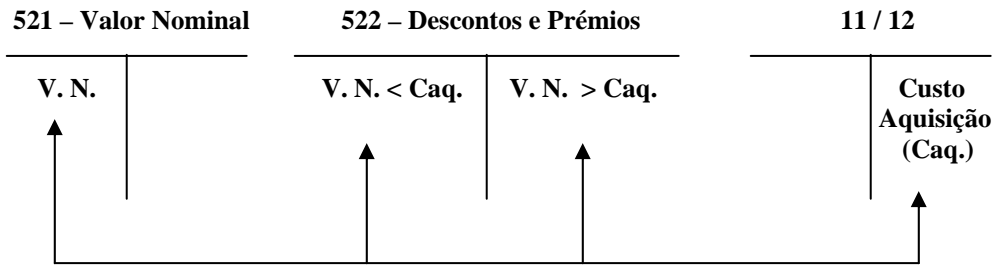 521 – Valor Nominal 522 – Descontos e Prémios 11 / 12
V. N. V. N. < Caq. V. N. > Caq. Custo
Aquisição
(Caq.)